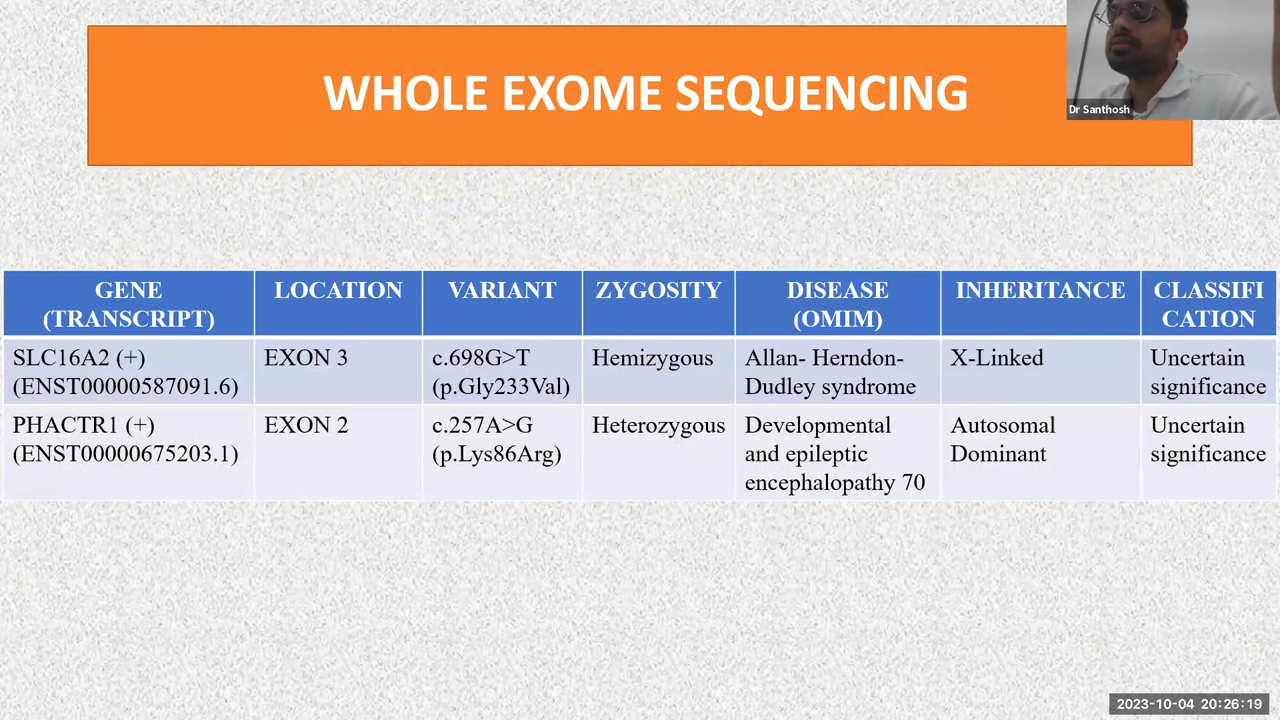 WHOLE EXOME SEQUENCING
Dr Santhosh
GENE
(TRANSCRIPT)
LOCATION
VARIANT
ZYGOSITY
DISEASE
(OMIM)
INHERITANCE
CLASSIFI
CATION
SLC16A2 (+)
(ENST00000587091.6)
EXON 3
c.698G>T
(p.Gly233Val)
Hemizygous
Allan- Herndon-
Dudley syndrome
X-Linked
Uncertain
significance
PHACTR1 (+)
(ENST00000675203.1)
EXON 2
c.257A>G
(p.Lys86Arg)
Heterozygous
Developmental
and epileptic
encephalopathy 70
Autosomal
Dominant
Uncertain
significance
2023-10-04 20:26:19